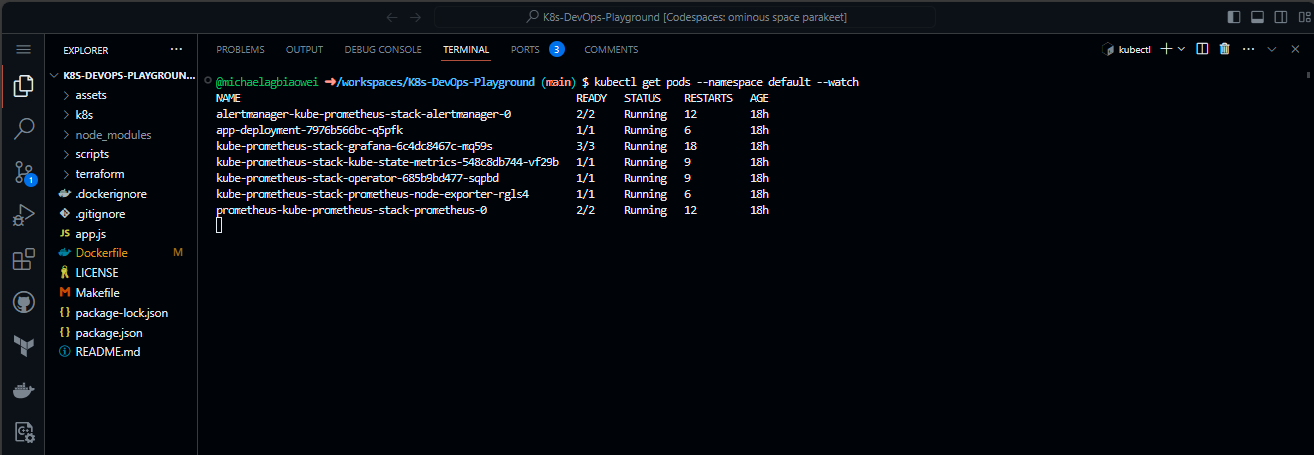 K8s-DevOps-Playground [Codespaces: ominous space parakeet]
EXPLORER
K8S-DEVOPS-PLAYGROUN...
assets
k8s
node_modules
scripts
terraform
.dockerignore
.gitignore
JS app.js
Dockerfile M
LICENSE
Makefile
{} package-lock.json
{} package.json
README.md
1
PROBLEMS OUTPUT DEBUG CONSOLE TERMINAL PORTS 3 COMMENTS
kubectl
@michaelagbiaowei ➜/workspaces/K8s-DevOps-Playground (main) $ kubectl get pods --namespace default --watch
NAME READY STATUS RESTARTS AGE
alertmanager-kube-prometheus-stack-alertmanager-0 2/2 Running 12 18h
app-deployment-7976b566bc-q5pfk 1/1 Running 6 18h
kube-prometheus-stack-grafana-6c4dc8467c-mq59s 3/3 Running 18 18h
kube-prometheus-stack-kube-state-metrics-548c8db744-vf29b 1/1 Running 9 18h
kube-prometheus-stack-operator-685b9bd477-sqpbd 1/1 Running 9 18h
kube-prometheus-stack-prometheus-node-exporter-rgls4 1/1 Running 6 18h
prometheus-kube-prometheus-stack-prometheus-0 2/2 Running 12 18h